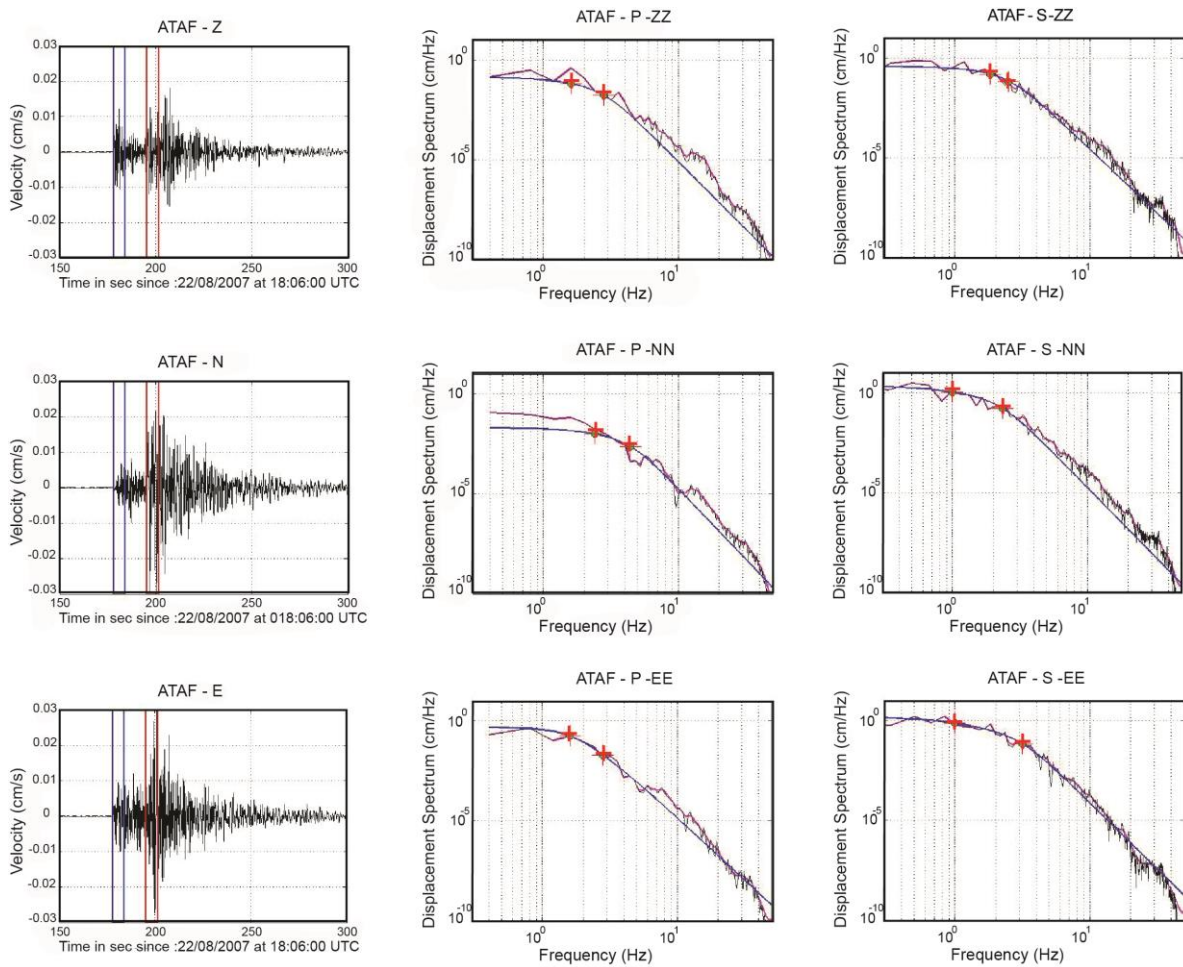 ATAF - Z
ATAF - P -ZZ
ATAF - S-ZZ
0.03
0.02
0.01
0
-0.01
-0.02
-0.03
Velocity (cm/s)
150 200 250 300
Time in sec since :22/08/2007 at 18:06:00 UTC
Displacement Spectrum (cm/Hz)
10^0
10^-5
10^-10
10^0 10^1
Frequency (Hz)
Displacement Spectrum (cm/Hz)
10^0
10^-5
10^-10
10^0 10^1
Frequency (Hz)
ATAF - N
ATAF - P -NN
ATAF - S -NN
0.03
0.02
0.01
0
-0.01
-0.02
-0.03
Velocity (cm/s)
150 200 250 300
Time in sec since :22/08/2007 at 018:06:00 UTC
Displacement Spectrum (cm/Hz)
10^0
10^-5
10^-10
10^0 10^1
Frequency (Hz)
Displacement Spectrum (cm/Hz)
10^0
10^-5
10^-10
10^0 10^1
Frequency (Hz)
ATAF - E
ATAF - P -EE
ATAF - S -EE
0.03
0.02
0.01
0
-0.01
-0.02
-0.03
Velocity (cm/s)
150 200 250 300
Time in sec since :22/08/2007 at 18:06:00 UTC
Displacement Spectrum (cm/Hz)
10^0
10^-5
10^-10
10^0 10^1
Frequency (Hz)
Displacement Spectrum (cm/Hz)
10^0
10^-5
10^-10
10^0 10^1
Frequency (Hz)